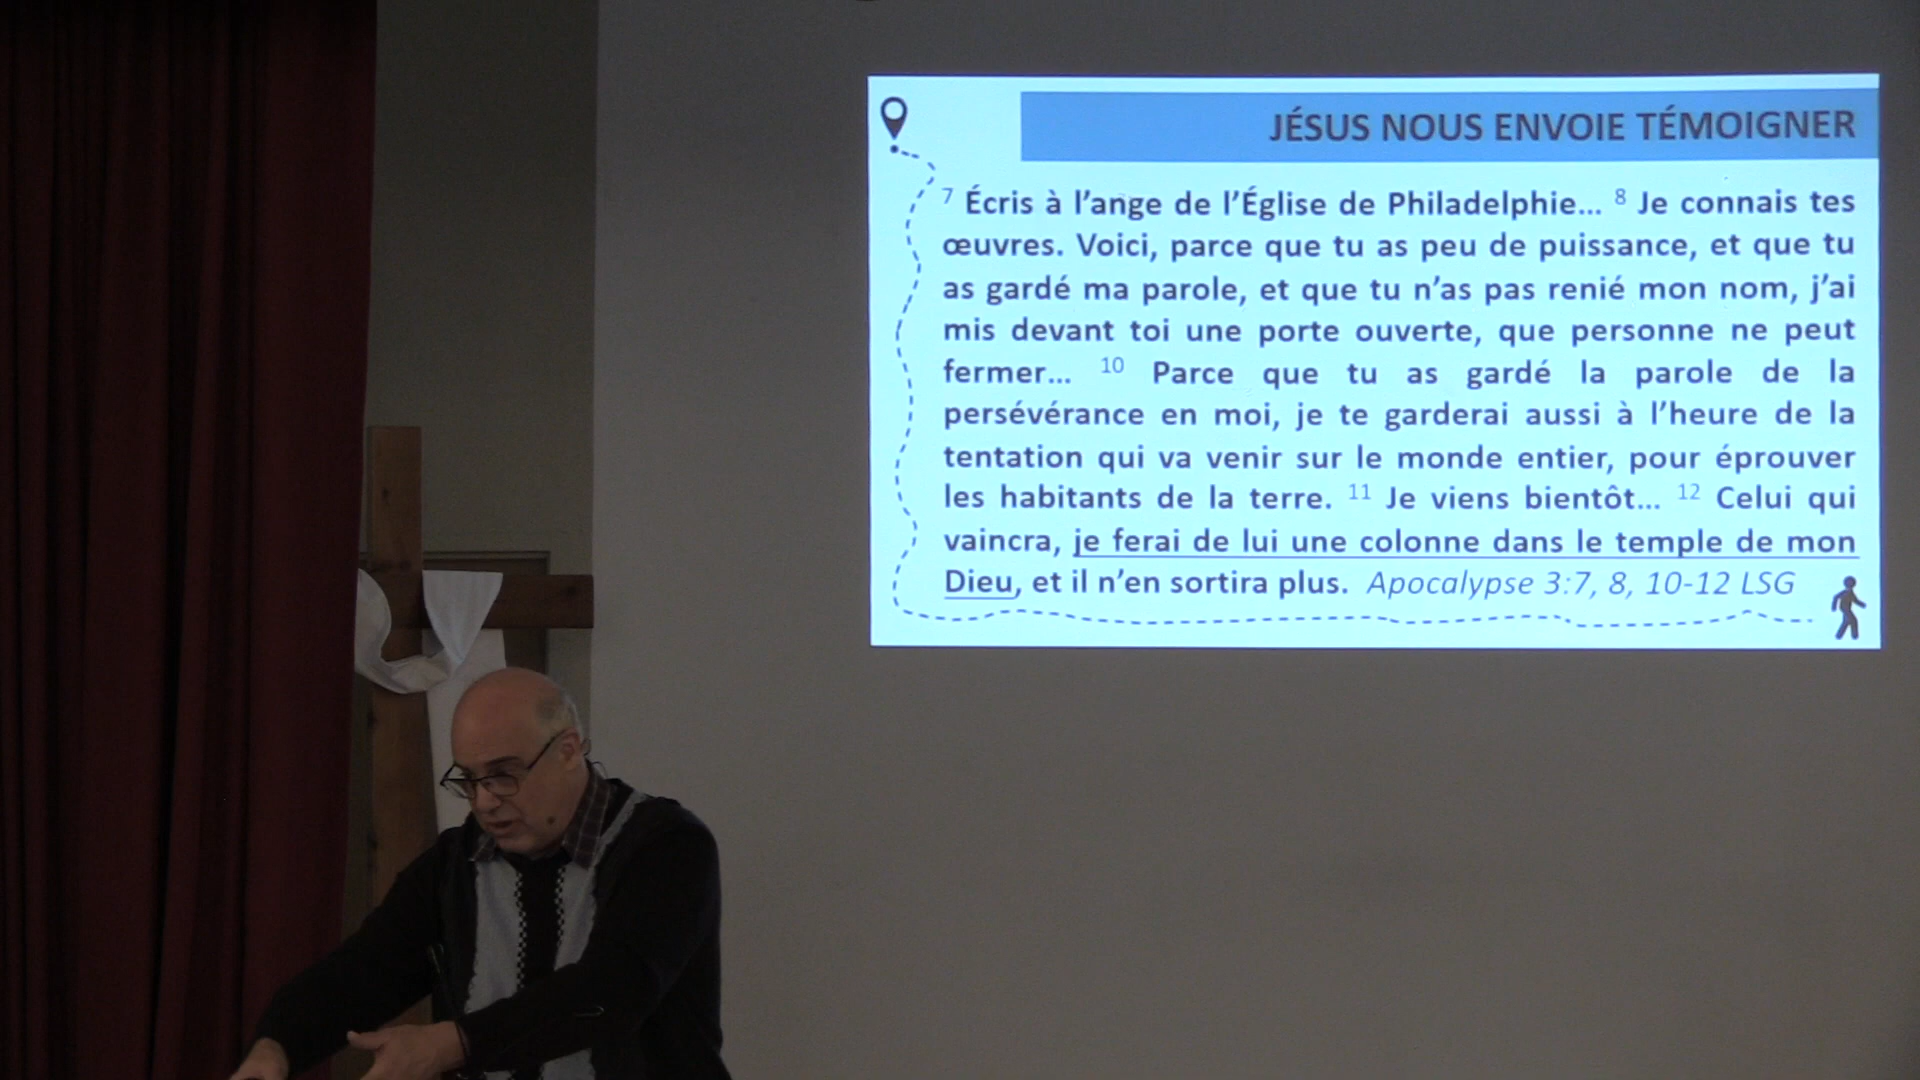 JÉSUS NOUS ENVOIE TÉMOIGNER
7 Écris à l’ange de l’Église de Philadelphie... 8 Je connais tes
œuvres. Voici, parce que tu as peu de puissance, et que tu
as gardé ma parole, et que tu n’as pas renié mon nom, j’ai
mis devant toi une porte ouverte, que personne ne peut
fermer... 10 Parce que tu as gardé la parole de la
persévérance en moi, je te garderai aussi à l’heure de la
tentation qui va venir sur le monde entier, pour éprouver
les habitants de la terre. 11 Je viens bientôt... 12 Celui qui
vaincra, je ferai de lui une colonne dans le temple de mon
Dieu, et il n’en sortira plus. Apocalypse 3:7, 8, 10-12 LSG